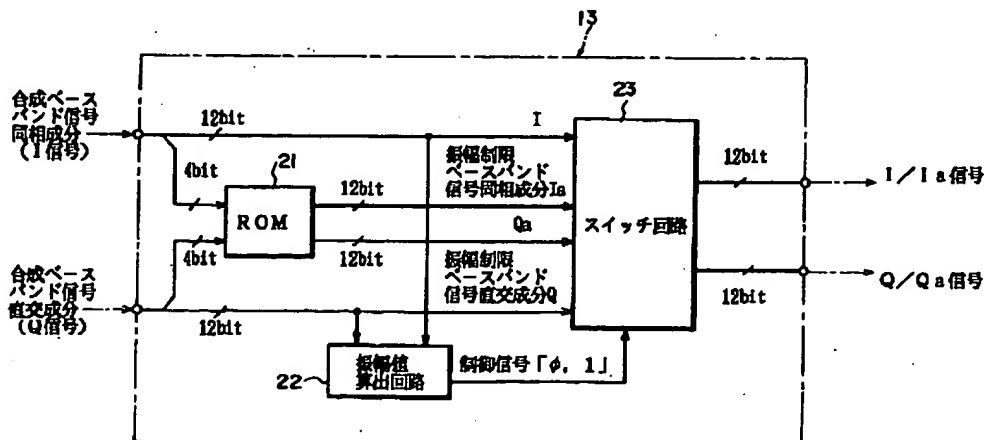 13
合成ベース
バンド信号
同相成分
(I信号)
12bit
4bit
21
ROM
4bit
12bit
12bit
I
振幅制限
ベースバンド
信号同相成分Ia
Qa
振幅制限
ベースバンド
信号直交成分Q
23
スイッチ回路
12bit
I/Ia信号
12bit
Q/Qa信号
合成ベース
バンド信号
直交成分
(Q信号)
12bit
22
振幅値
算出回路
制御信号「φ, 1」